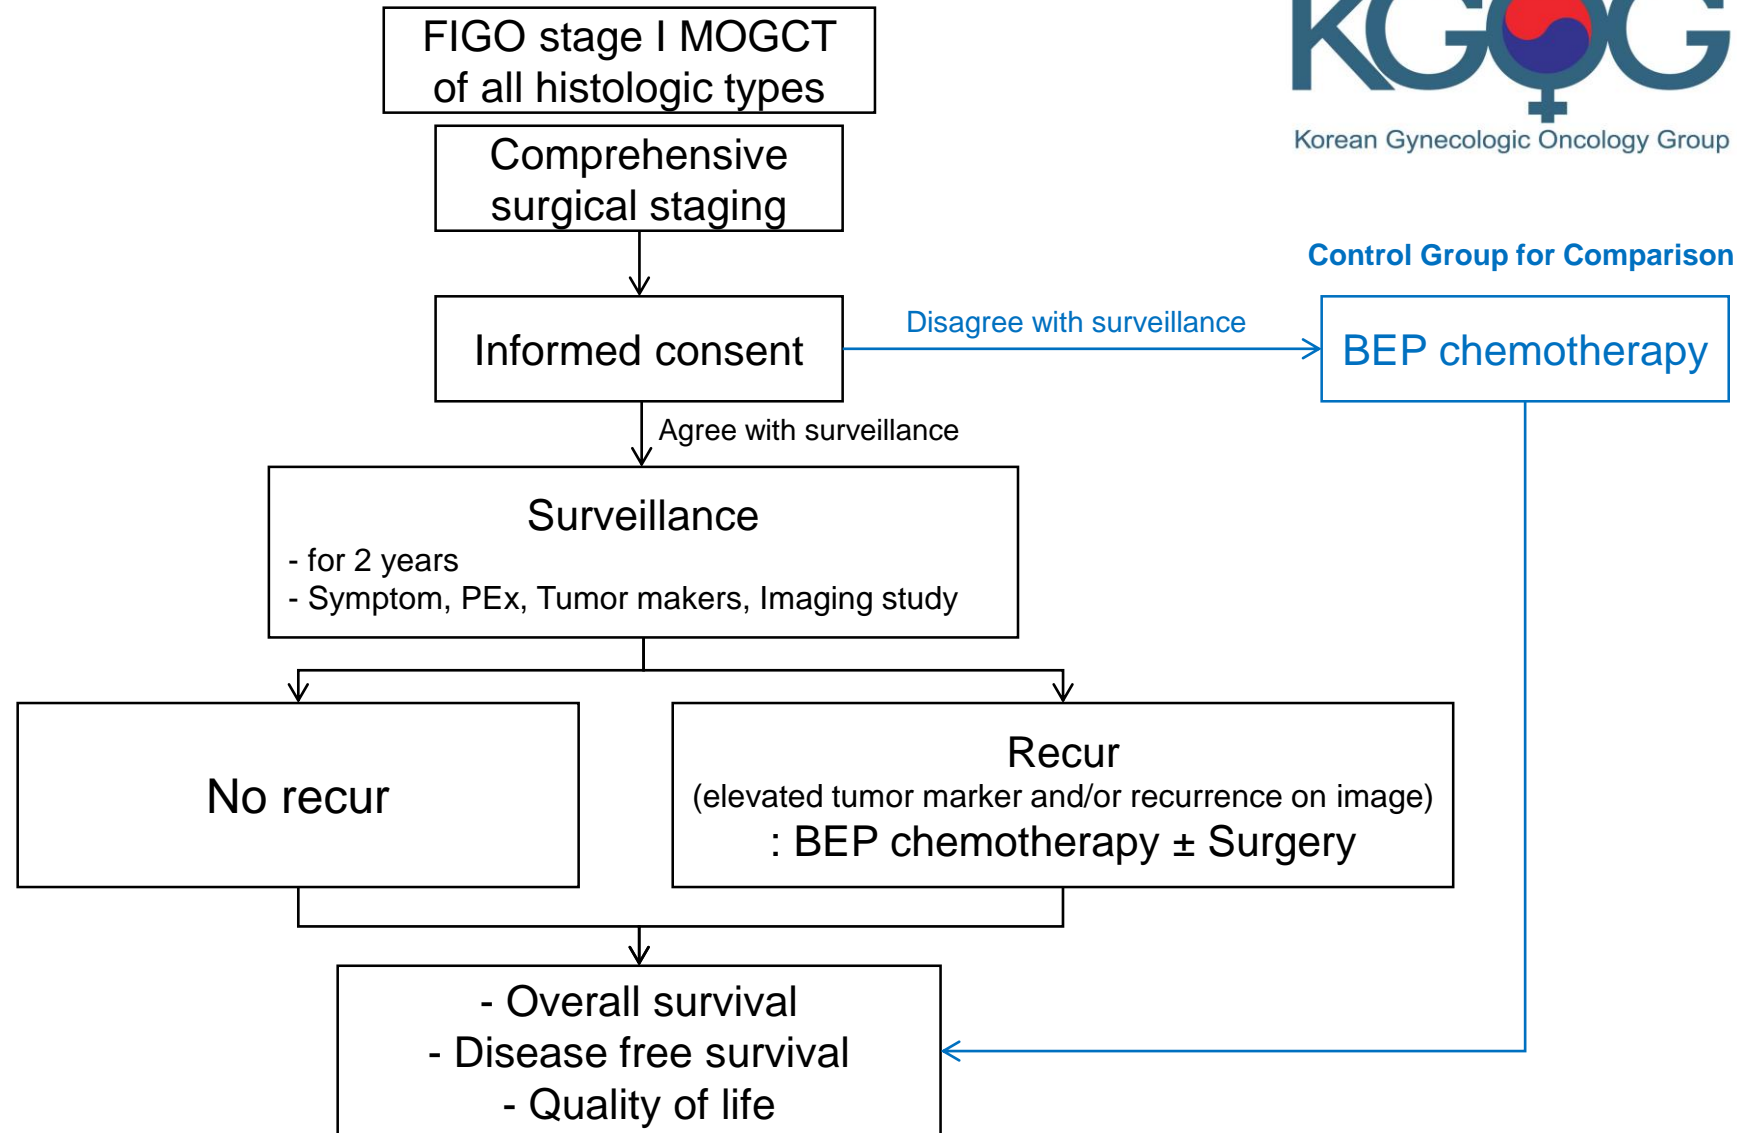 FIGO stage I MOGCT
of all histologic types
KGOG
Korean Gynecologic Oncology Group
Comprehensive
surgical staging
Control Group for Comparison
Informed consent
Disagree with surveillance
BEP chemotherapy
Agree with surveillance
Surveillance
- for 2 years
- Symptom, PEx, Tumor makers, Imaging study
No recur
Recur
(elevated tumor marker and/or recurrence on image)
: BEP chemotherapy ± Surgery
- Overall survival
- Disease free survival
- Quality of life